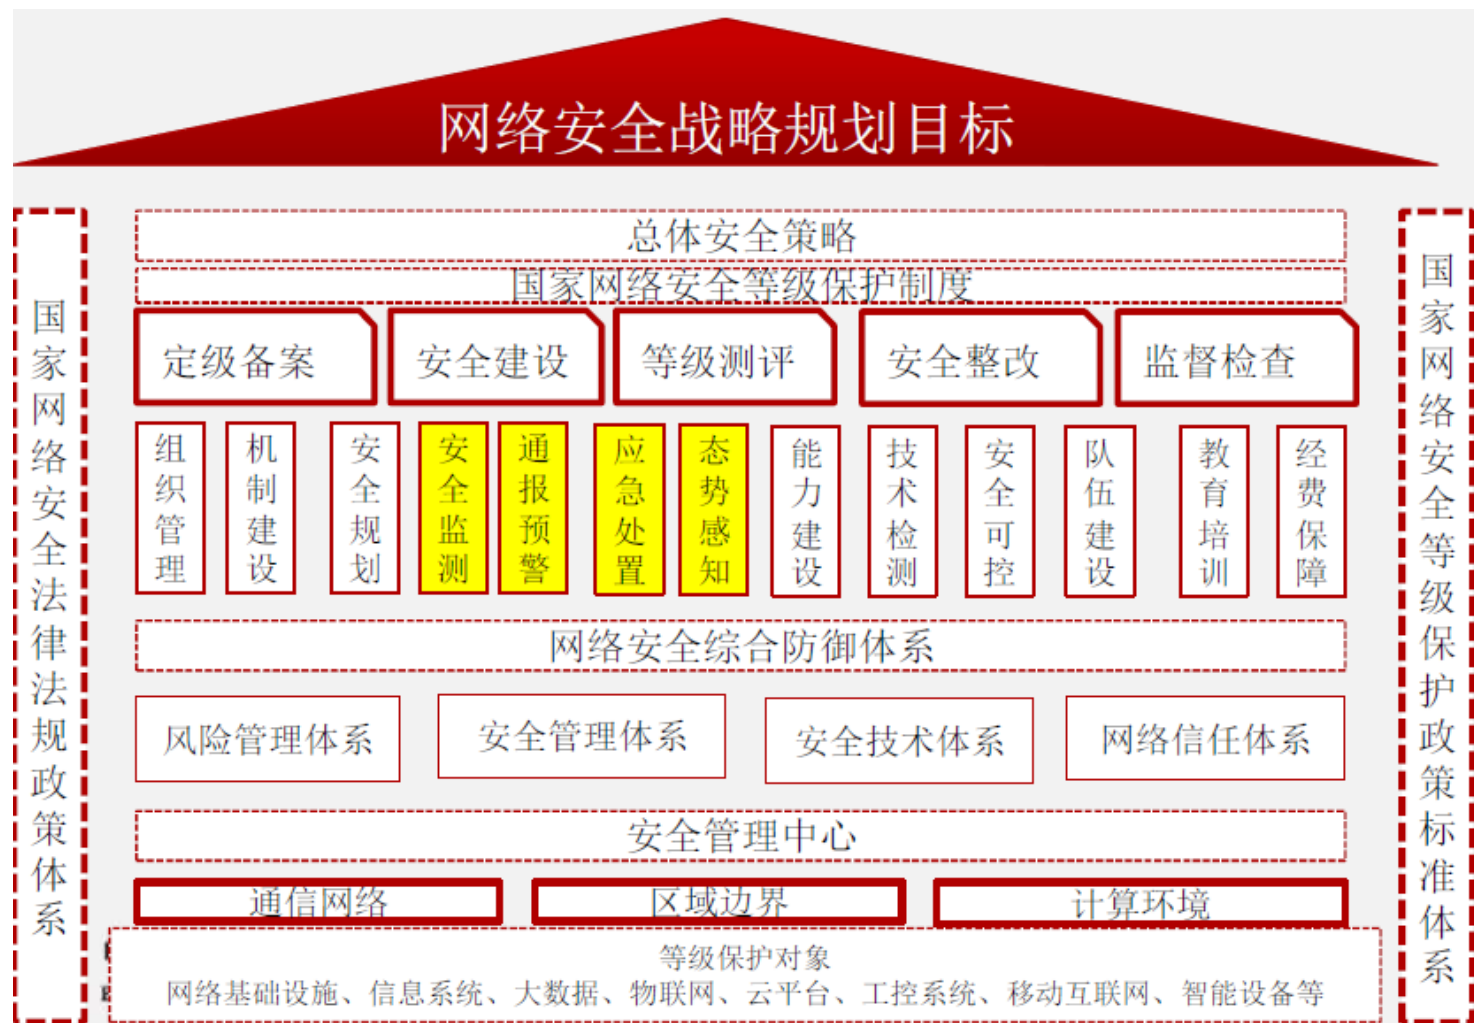 网络安全战略规划目标
国家网络安全法律法规政策体系
总体安全策略
国家网络安全等级保护制度
定级备案
安全建设
等级测评
安全整改
监督检查
组织管理
机制建设
安全规划
安全监测
通报预警
应急处置
态势感知
能力建设
技术检测
安全可控
队伍建设
教育培训
经费保障
网络安全综合防御体系
风险管理体系
安全管理体系
安全技术体系
网络信任体系
安全管理中心
通信网络
区域边界
计算环境
等级保护对象
网络基础设施、信息系统、大数据、物联网、云平台、工控系统、移动互联网、智能设备等
国家网络安全等级保护政策标准体系